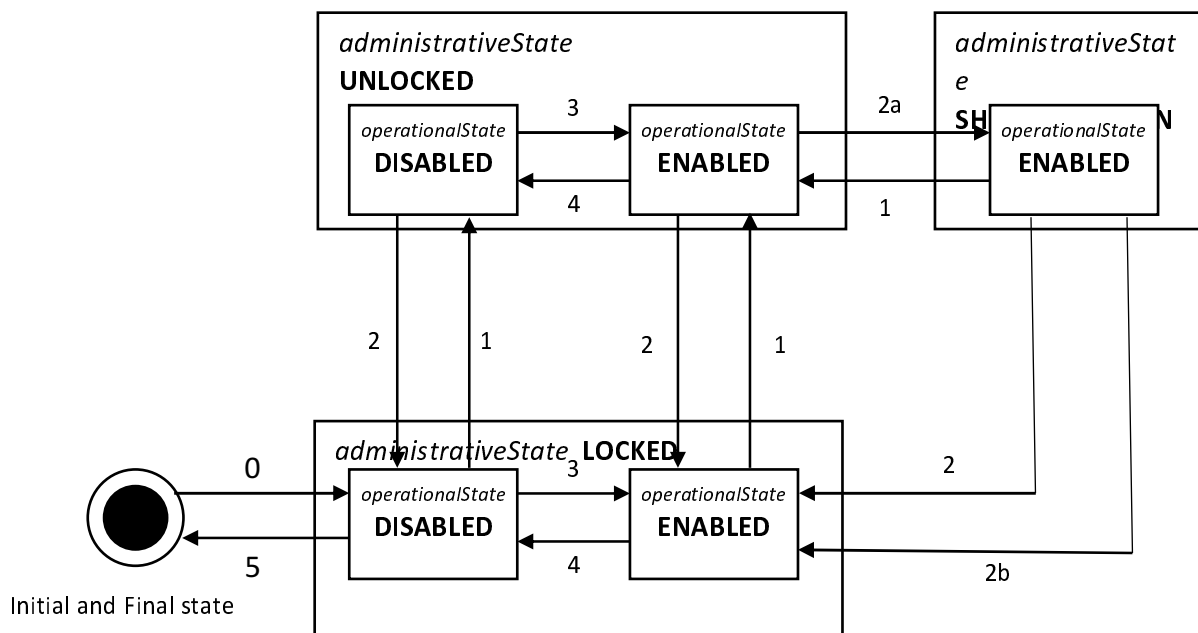 administrativeState
UNLOCKED
administrativeStat
e
SH N
operationalState
DISABLED
3
4
operationalState
ENABLED
2a
1
operationalState
ENABLED
2
1
2
1
administrativeState LOCKED
0
5
operationalState
DISABLED
3
4
operationalState
ENABLED
2
2b
Initial and Final state